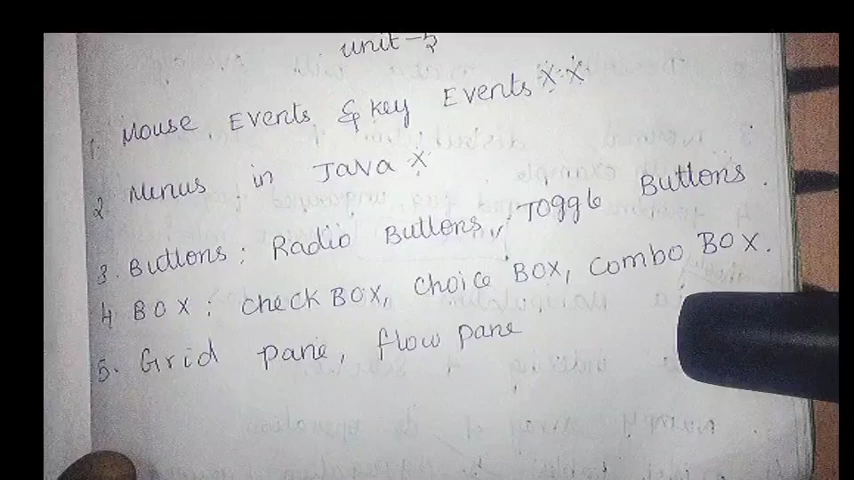 unit-5
1. Mouse Events & Key Events **
2 Menus in Java *
3. Buttons: Radio Buttons, Toggle Buttons.
4 BOX: Check BOX, Choice BOX, Combo BOX.
5. Grid pane, flow pane